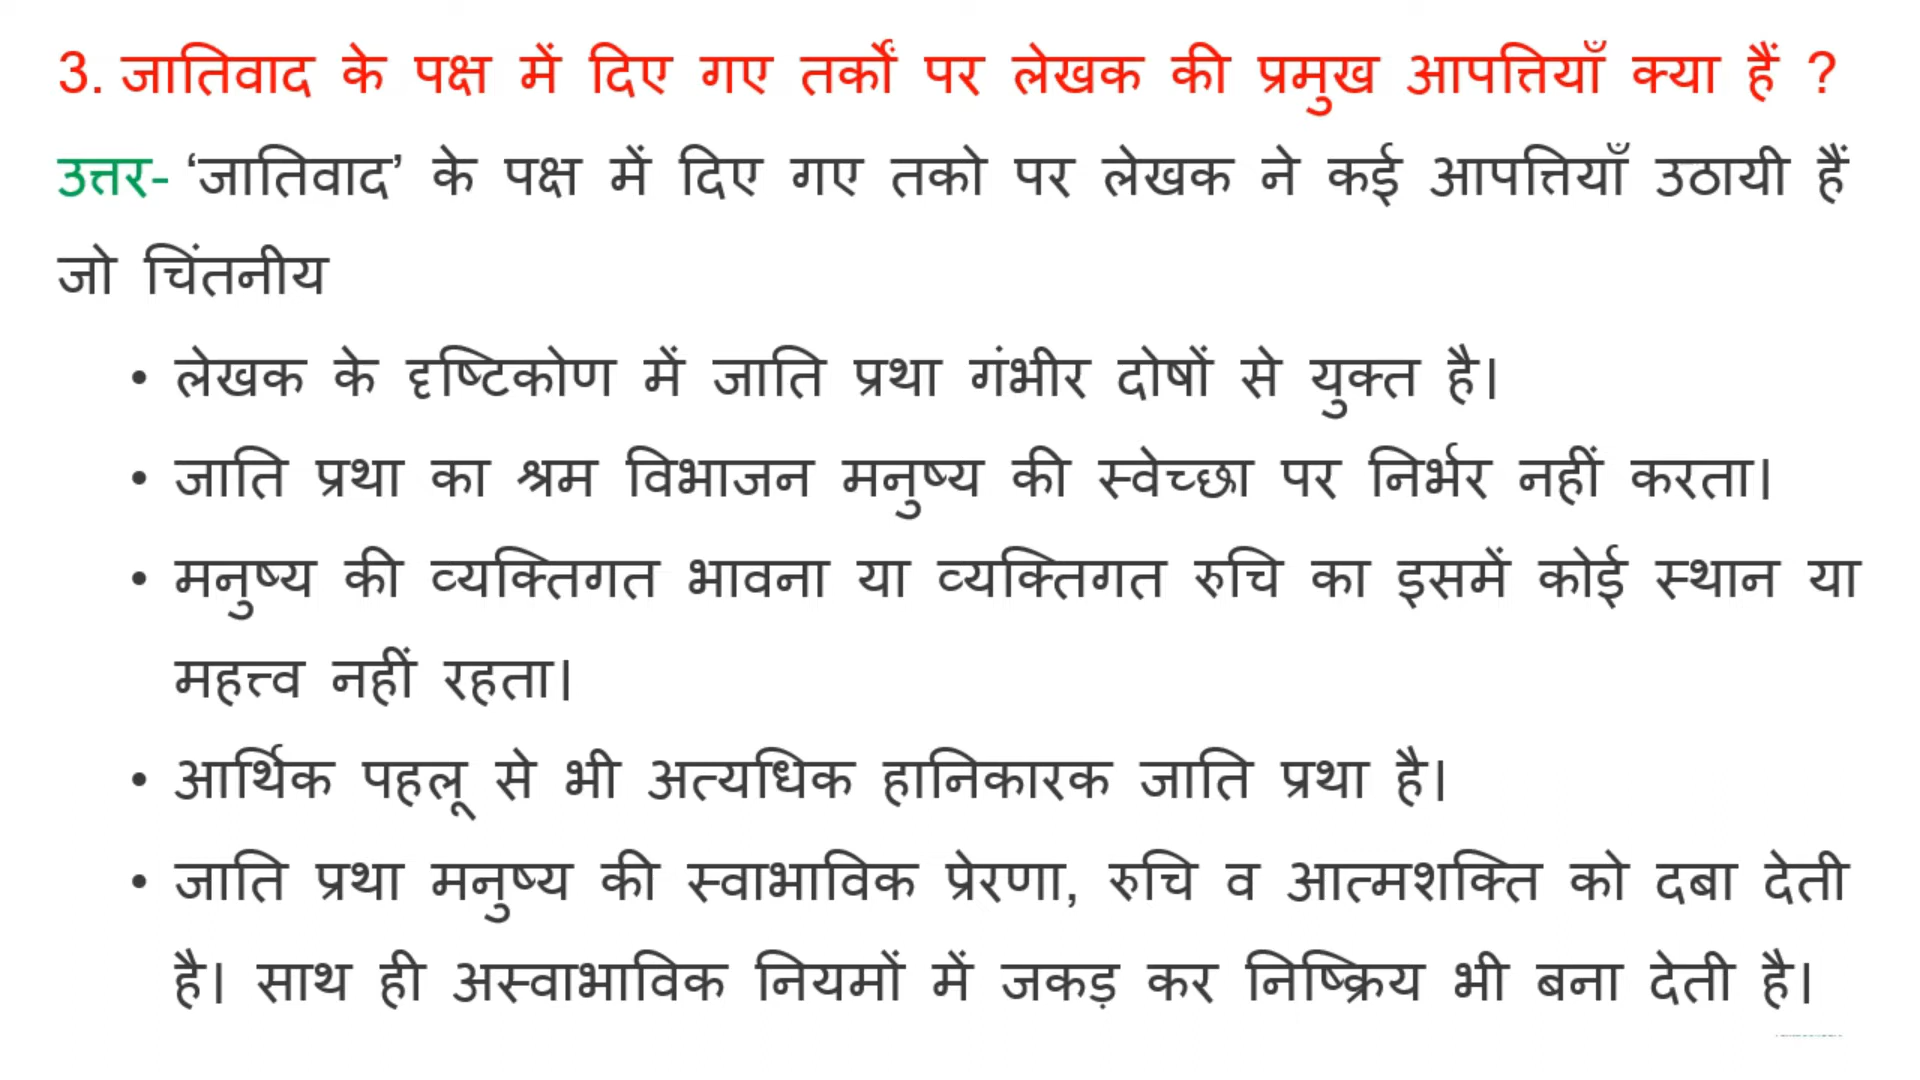 3. जातिवाद के पक्ष में दिए गए तर्कों पर लेखक की प्रमुख आपत्तियाँ क्या हैं ?
उत्तर- ‘जातिवाद’ के पक्ष में दिए गए तको पर लेखक ने कई आपत्तियाँ उठायी हैं
जो चिंतनीय
• लेखक के दृष्टिकोण में जाति प्रथा गंभीर दोषों से युक्त है।
• जाति प्रथा का श्रम विभाजन मनुष्य की स्वेच्छा पर निर्भर नहीं करता।
• मनुष्य की व्यक्तिगत भावना या व्यक्तिगत रुचि का इसमें कोई स्थान या
महत्त्व नहीं रहता।
• आर्थिक पहलू से भी अत्यधिक हानिकारक जाति प्रथा है।
• जाति प्रथा मनुष्य की स्वाभाविक प्रेरणा, रुचि व आत्मशक्ति को दबा देती
है। साथ ही अस्वाभाविक नियमों में जकड़ कर निष्क्रिय भी बना देती है।